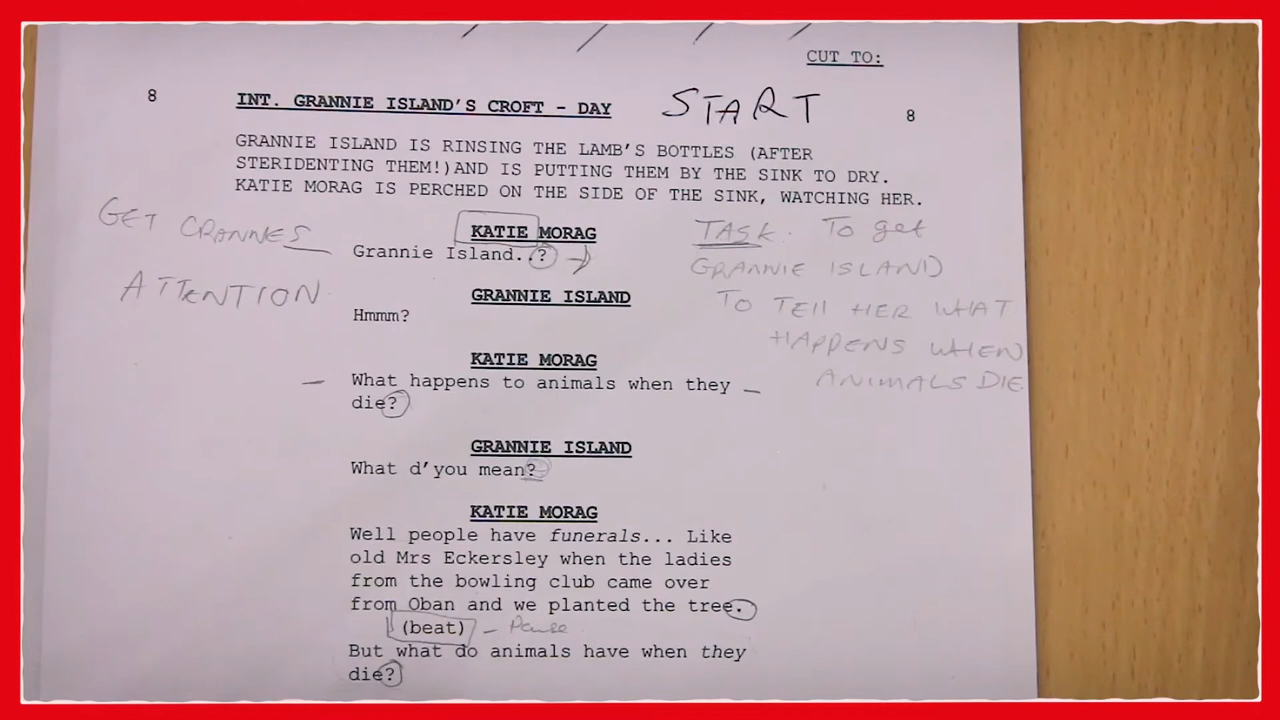 CUT TO:
8 INT. GRANNIE ISLAND'S CROFT - DAY START 8
GRANNIE ISLAND IS RINSING THE LAMB'S BOTTLES (AFTER
STERIDENTING THEM!)AND IS PUTTING THEM BY THE SINK TO DRY.
KATIE MORAG IS PERCHED ON THE SIDE OF THE SINK, WATCHING HER.
GET GRANNES
ATTENTION
TASK. To get
GRANNIE ISLAND
TO TELL HER WHAT
HAPPENS WHEN
ANIMALS DIE
KATIE MORAG
Grannie Island..?
GRANNIE ISLAND
Hmmm?
KATIE MORAG
What happens to animals when they
die?
GRANNIE ISLAND
What d'you mean?
KATIE MORAG
Well people have funerals... Like
old Mrs Eckersley when the ladies
from the bowling club came over
from Oban and we planted the tree.
(beat) - Pause
But what do animals have when they
die?